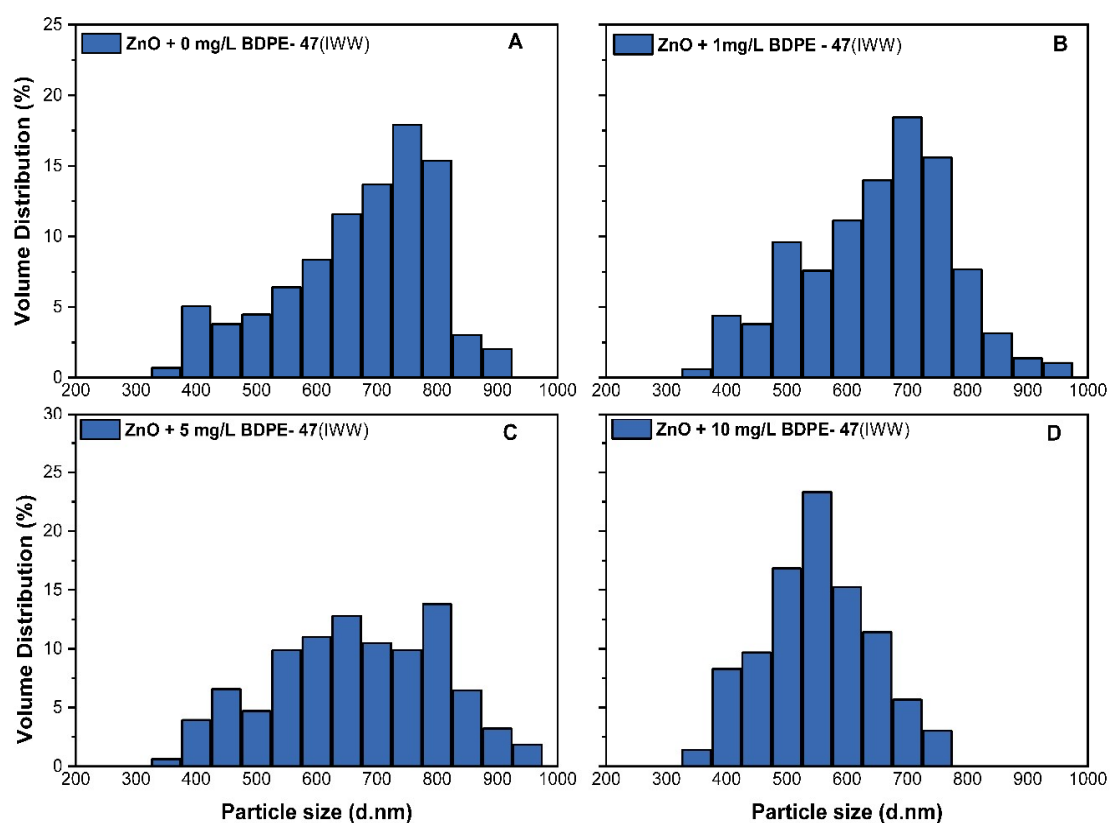 ZnO + 0 mg/L BDPE- 47(IWW)
A
25
20
15
10
5
0
200 300 400 500 600 700 800 900 1000
Volume Distribution (%)
ZnO + 1mg/L BDPE - 47(IWW)
B
200 300 400 500 600 700 800 900 1000
ZnO + 5 mg/L BDPE- 47(IWW)
C
30
25
20
15
10
5
0
200 300 400 500 600 700 800 900 1000
Volume Distribution (%)
Particle size (d.nm)
ZnO + 10 mg/L BDPE- 47(IWW)
D
200 300 400 500 600 700 800 900 1000
Particle size (d.nm)